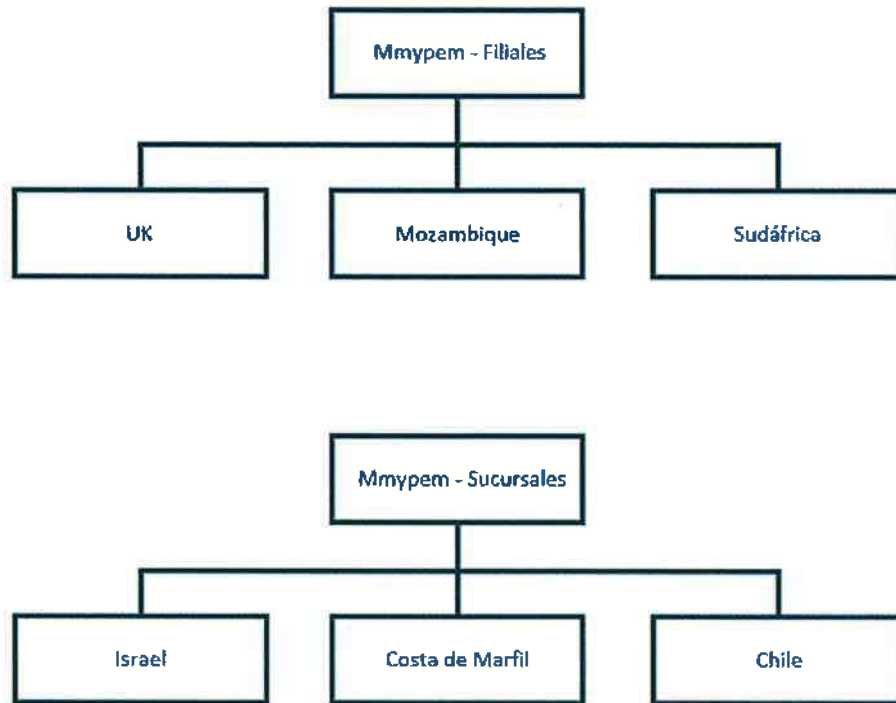 Mmypem - Filiales
UK
Mozambique
Sudáfrica
Mmypem - Sucursales
Israel
Costa de Marfil
Chile